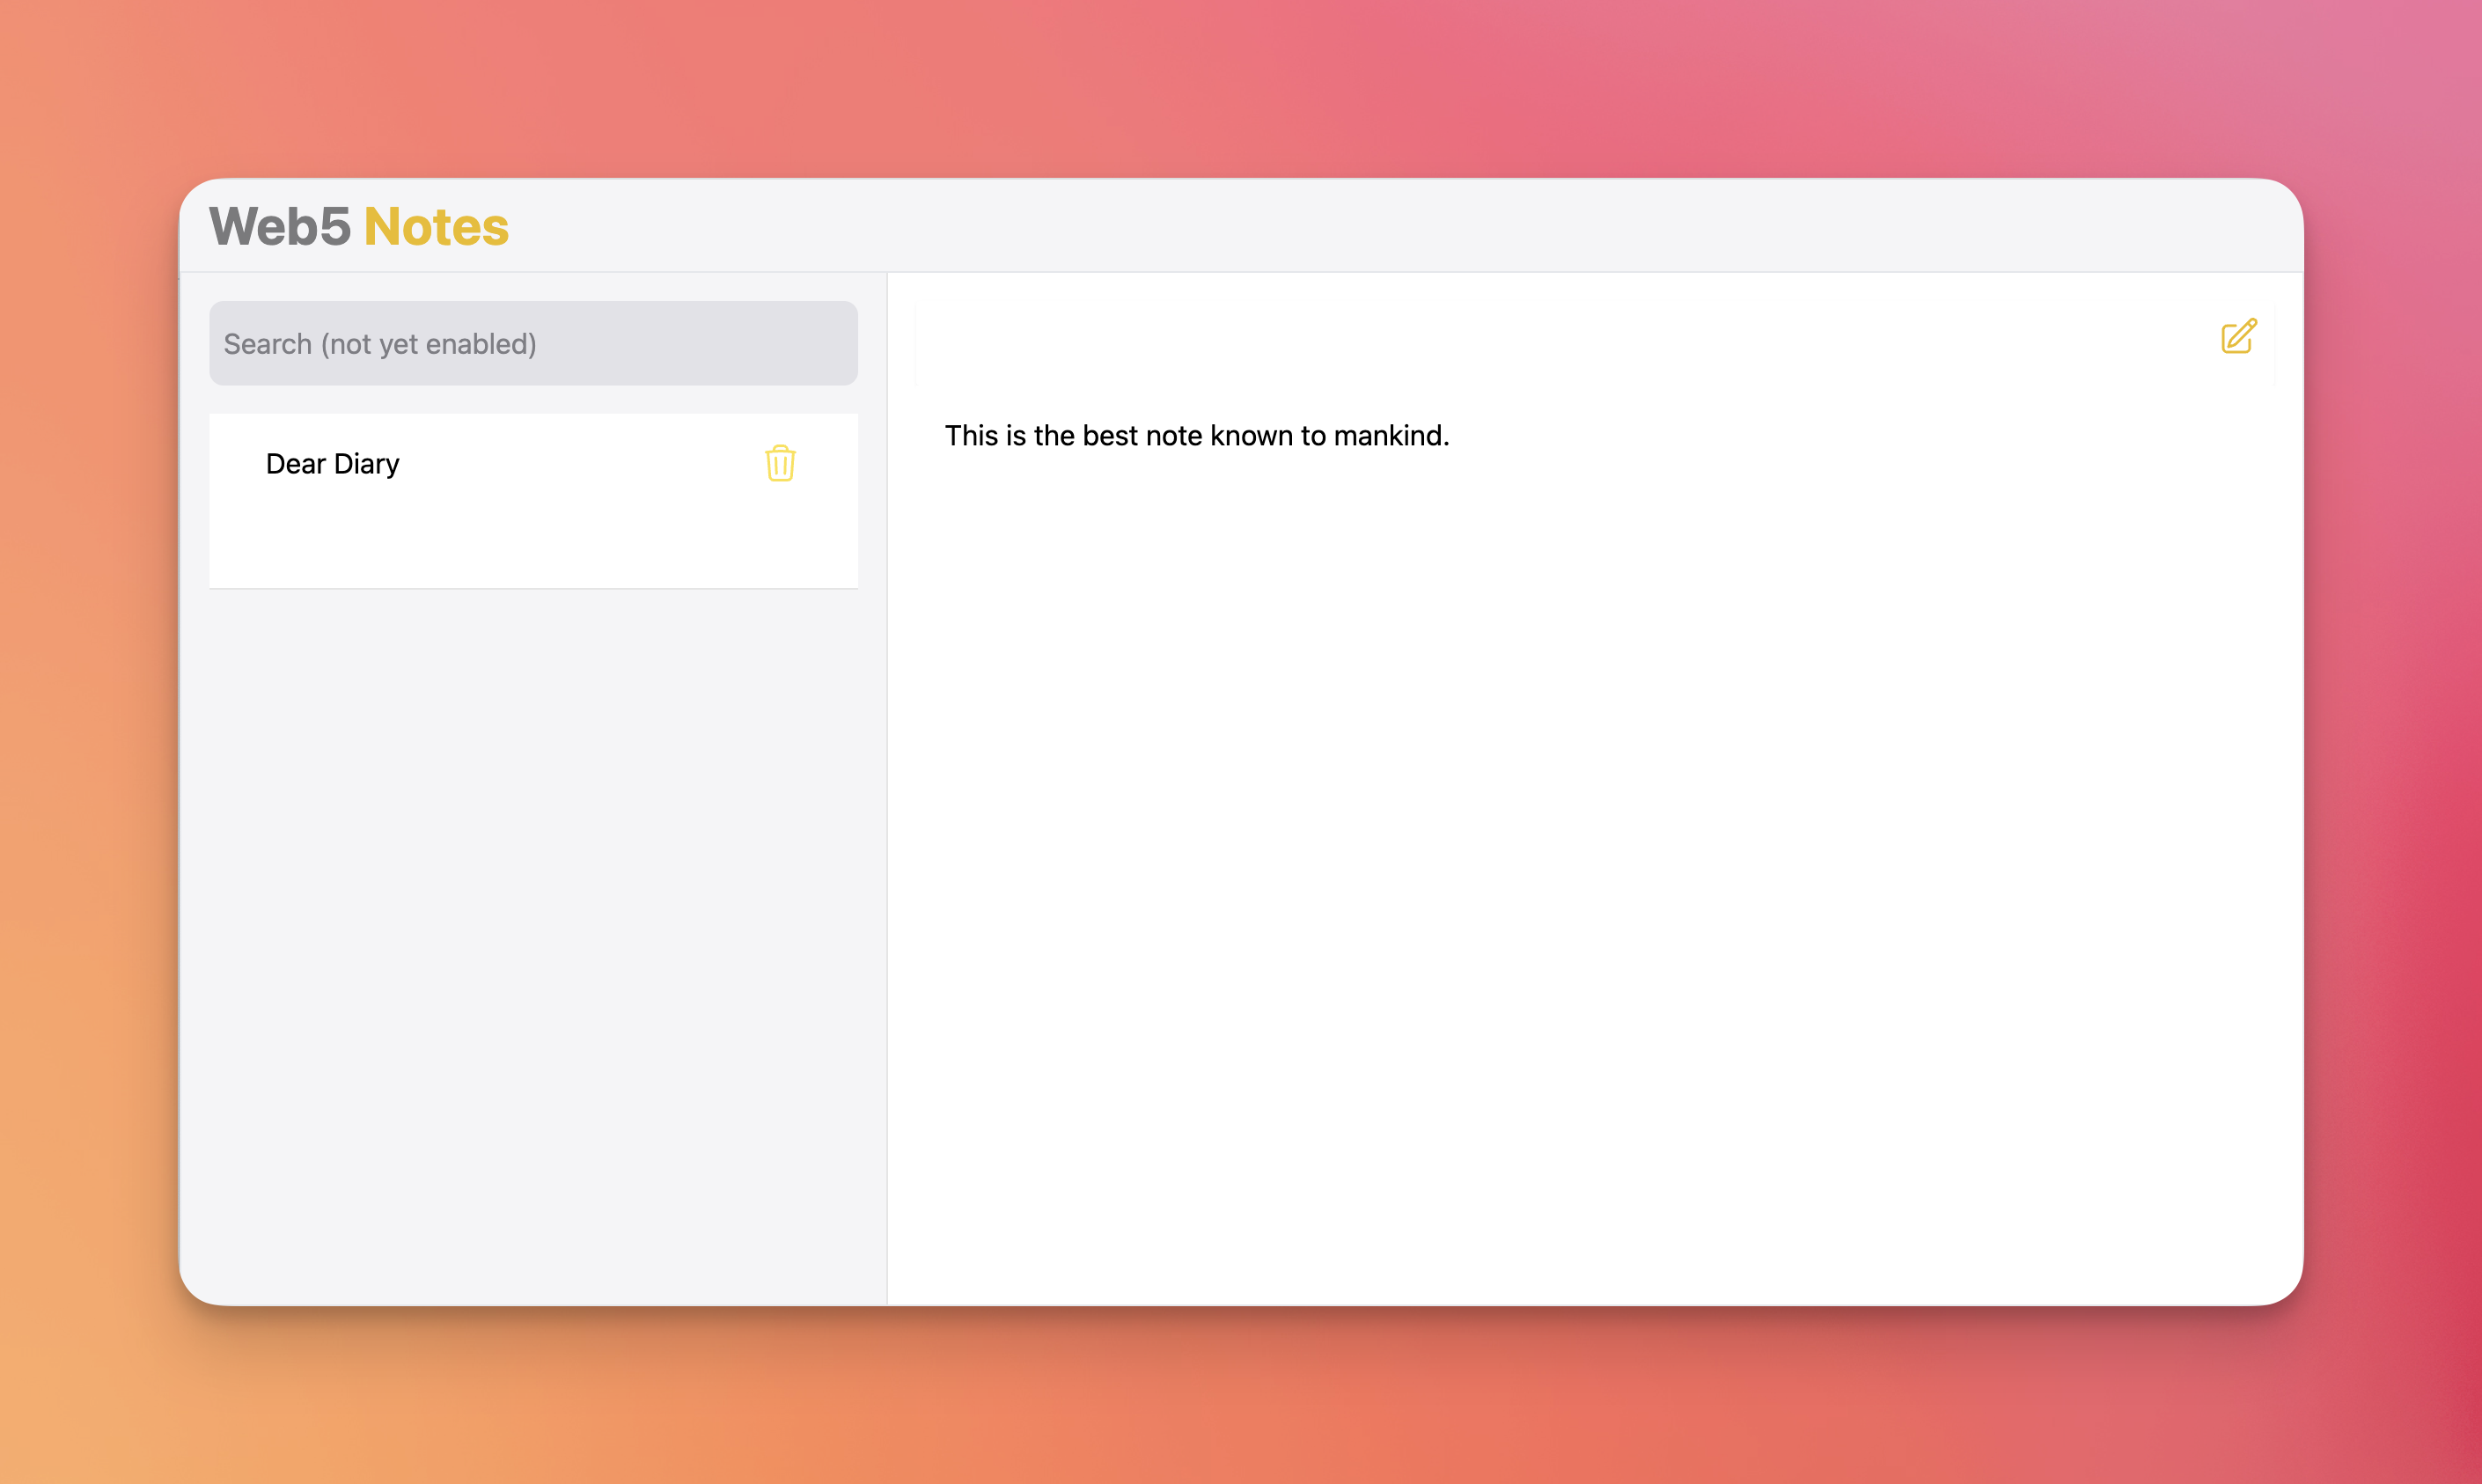 Web5 Notes
Search (not yet enabled)
Dear Diary
This is the best note known to mankind.